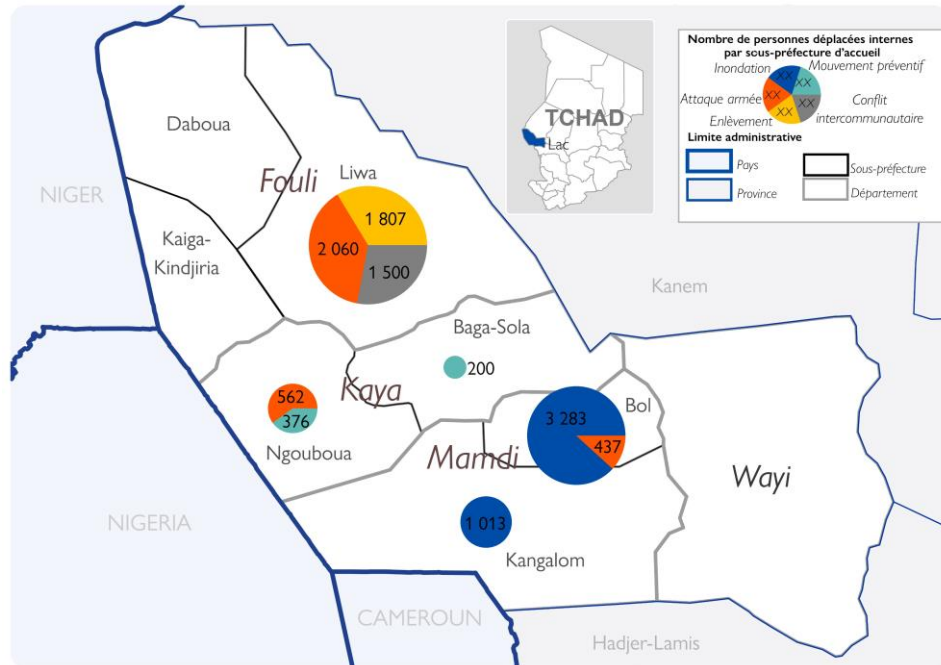 Nombre de personnes déplacées internes
par sous-préfecture d'accueil
Inondation
Mouvement préventif
XX
XX
Attaque armée
XX
XX
Conflit
intercommunautaire
XX
Enlèvement
Limite administrative
Pays
Sous-préfecture
Province
Département
TCHAD
Lac
Daboua
NIGER
Fouli
Liwa
1 807
2 060
1 500
Kaiga-
Kindjiria
Kanem
Baga-Sola
200
Kaya
562
376
Ngouboua
3 283
Bol
437
Mamdi
Wayi
NIGERIA
1 013
Kangalom
CAMEROUN
Hadjer-Lamis